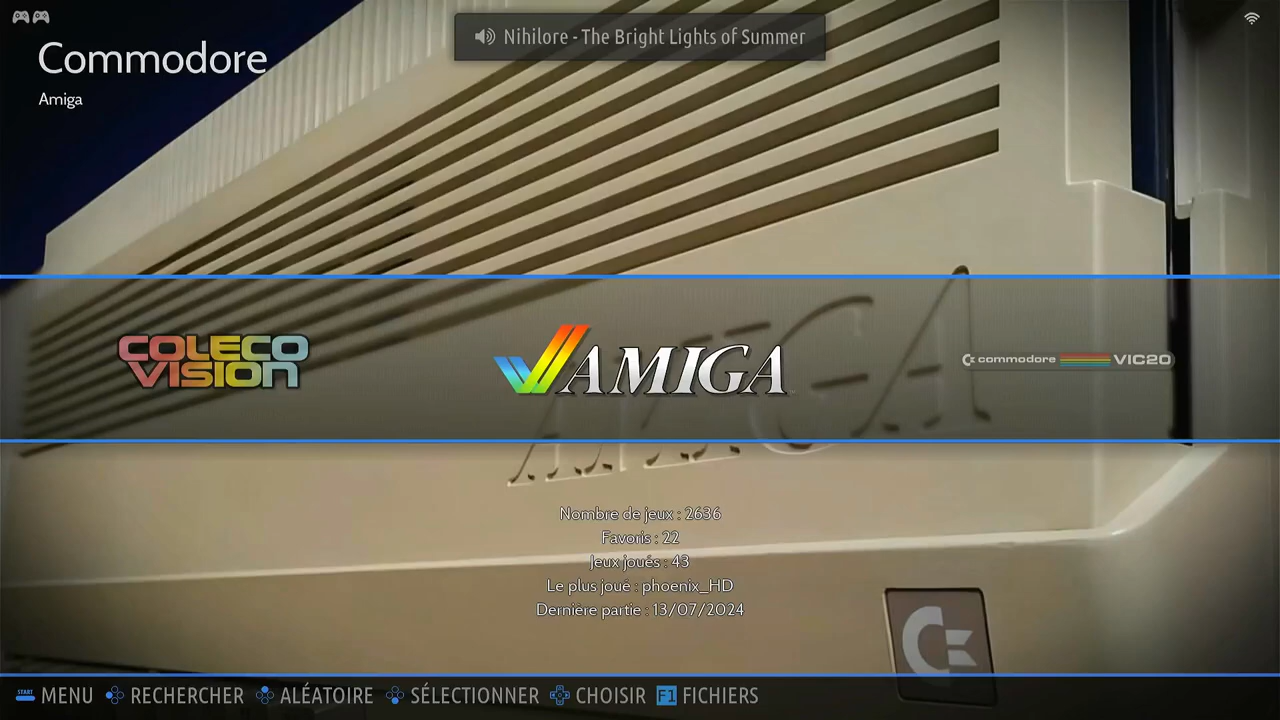 Nihilore - The Bright Lights of Summer
Commodore
Amiga
COLECO
VISION
AMIGA
commodore VIC20
AMIGA
Nombre de jeux : 2636
Favoris : 22
Jeux joués : 43
Le plus joué : phoenix_HD
Dernière partie : 13/07/2024
START MENU RECHERCHER ALÉATOIRE SÉLECTIONNER CHOISIR F1 FICHIERS